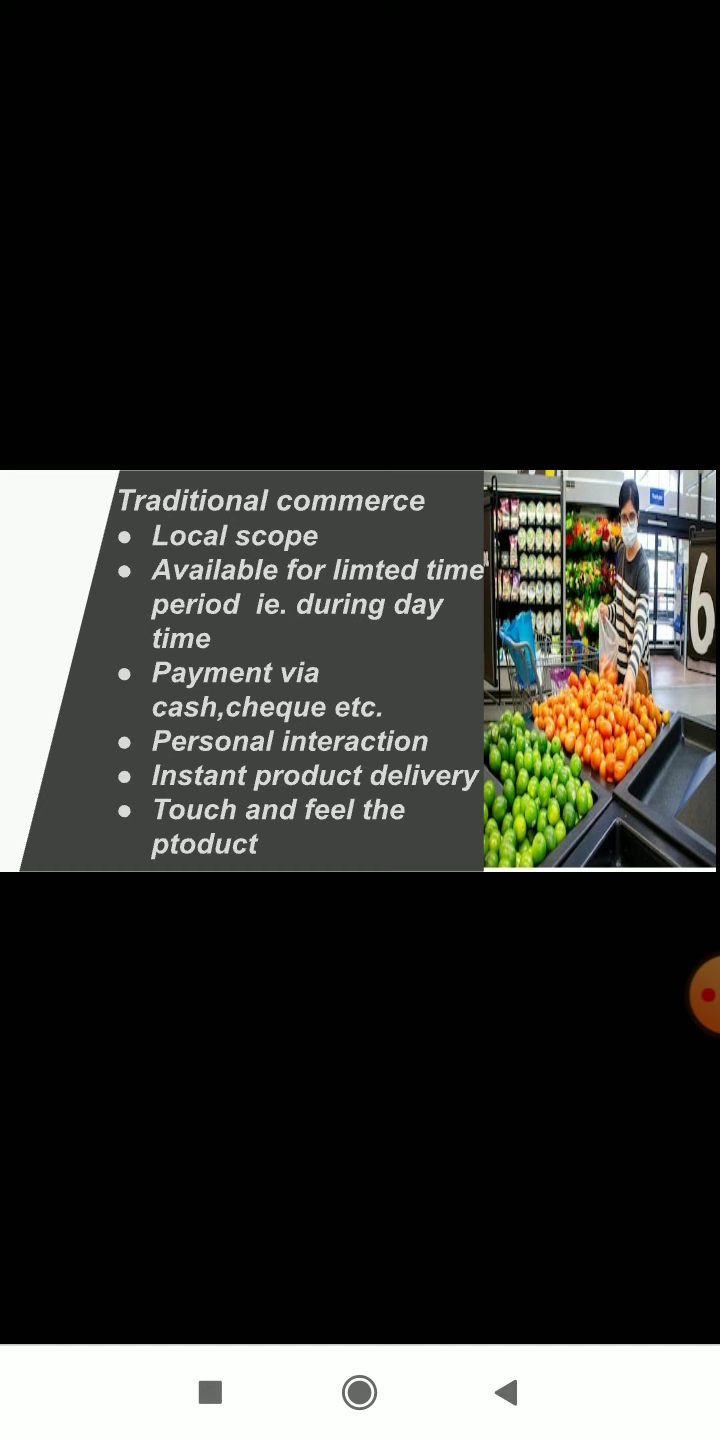 Traditional commerce
● Local scope
● Available for limted time
period ie. during day
time
● Payment via
cash,cheque etc.
● Personal interaction
● Instant product delivery
● Touch and feel the
ptoduct
6